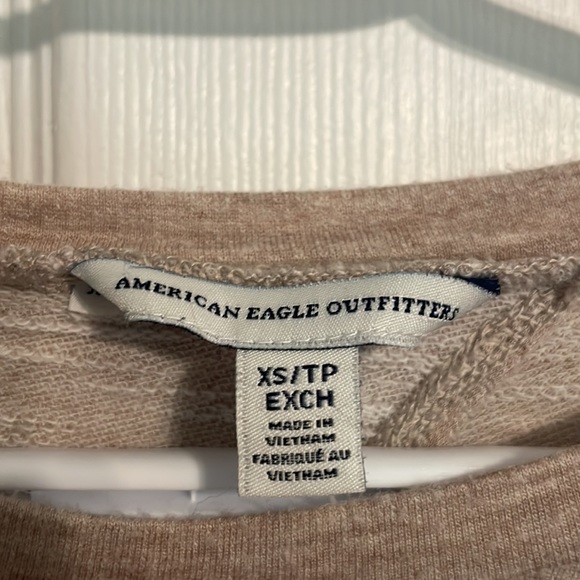 AMERICAN EAGLE OUTFITTERS
XS/TP
EXCH
MADE IN
VIETNAM
FABRIQUÉ AU
VIETNAM